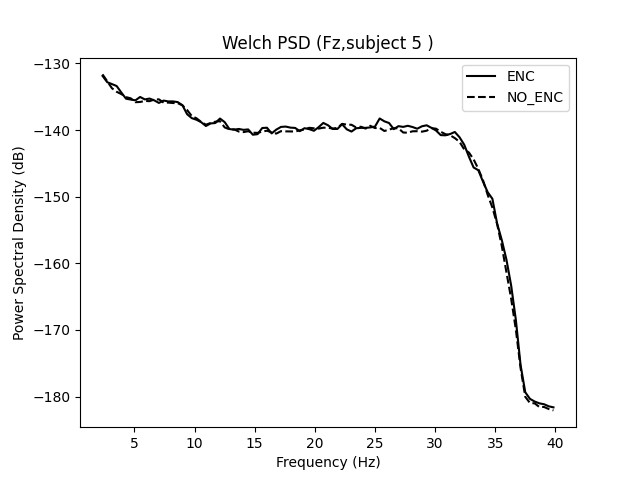 Welch PSD (Fz,subject 5 )
ENC
NO_ENC
Power Spectral Density (dB)
−130
−140
−150
−160
−170
−180
5 10 15 20 25 30 35 40
Frequency (Hz)